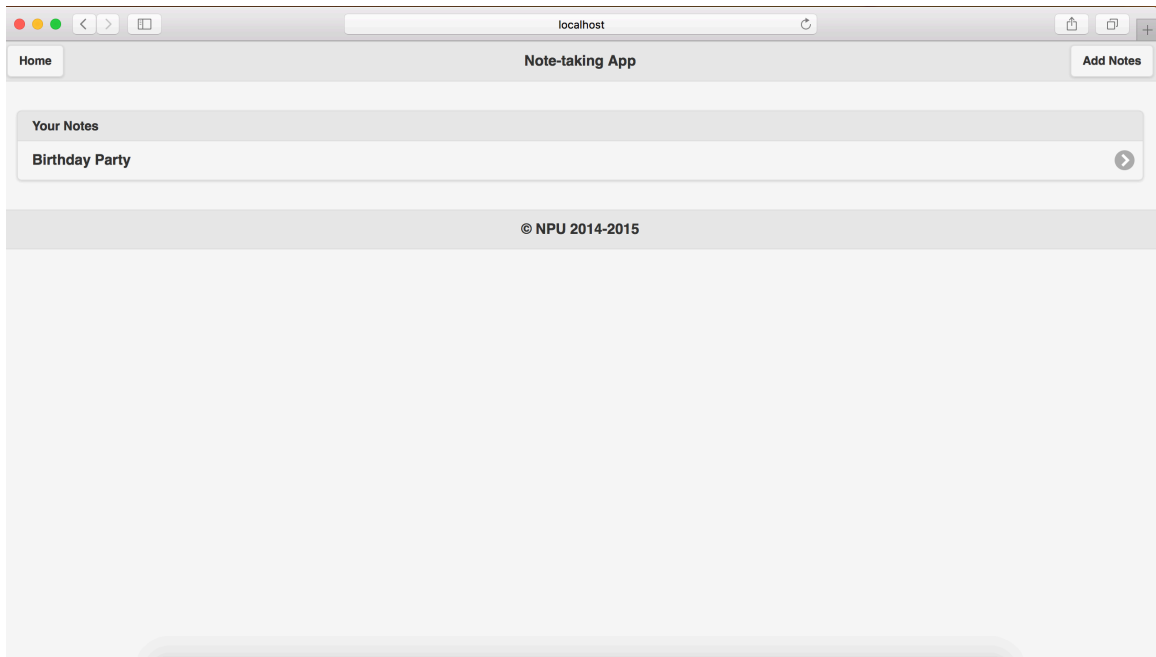 localhost
Home Note-taking App Add Notes
Your Notes
Birthday Party
© NPU 2014-2015